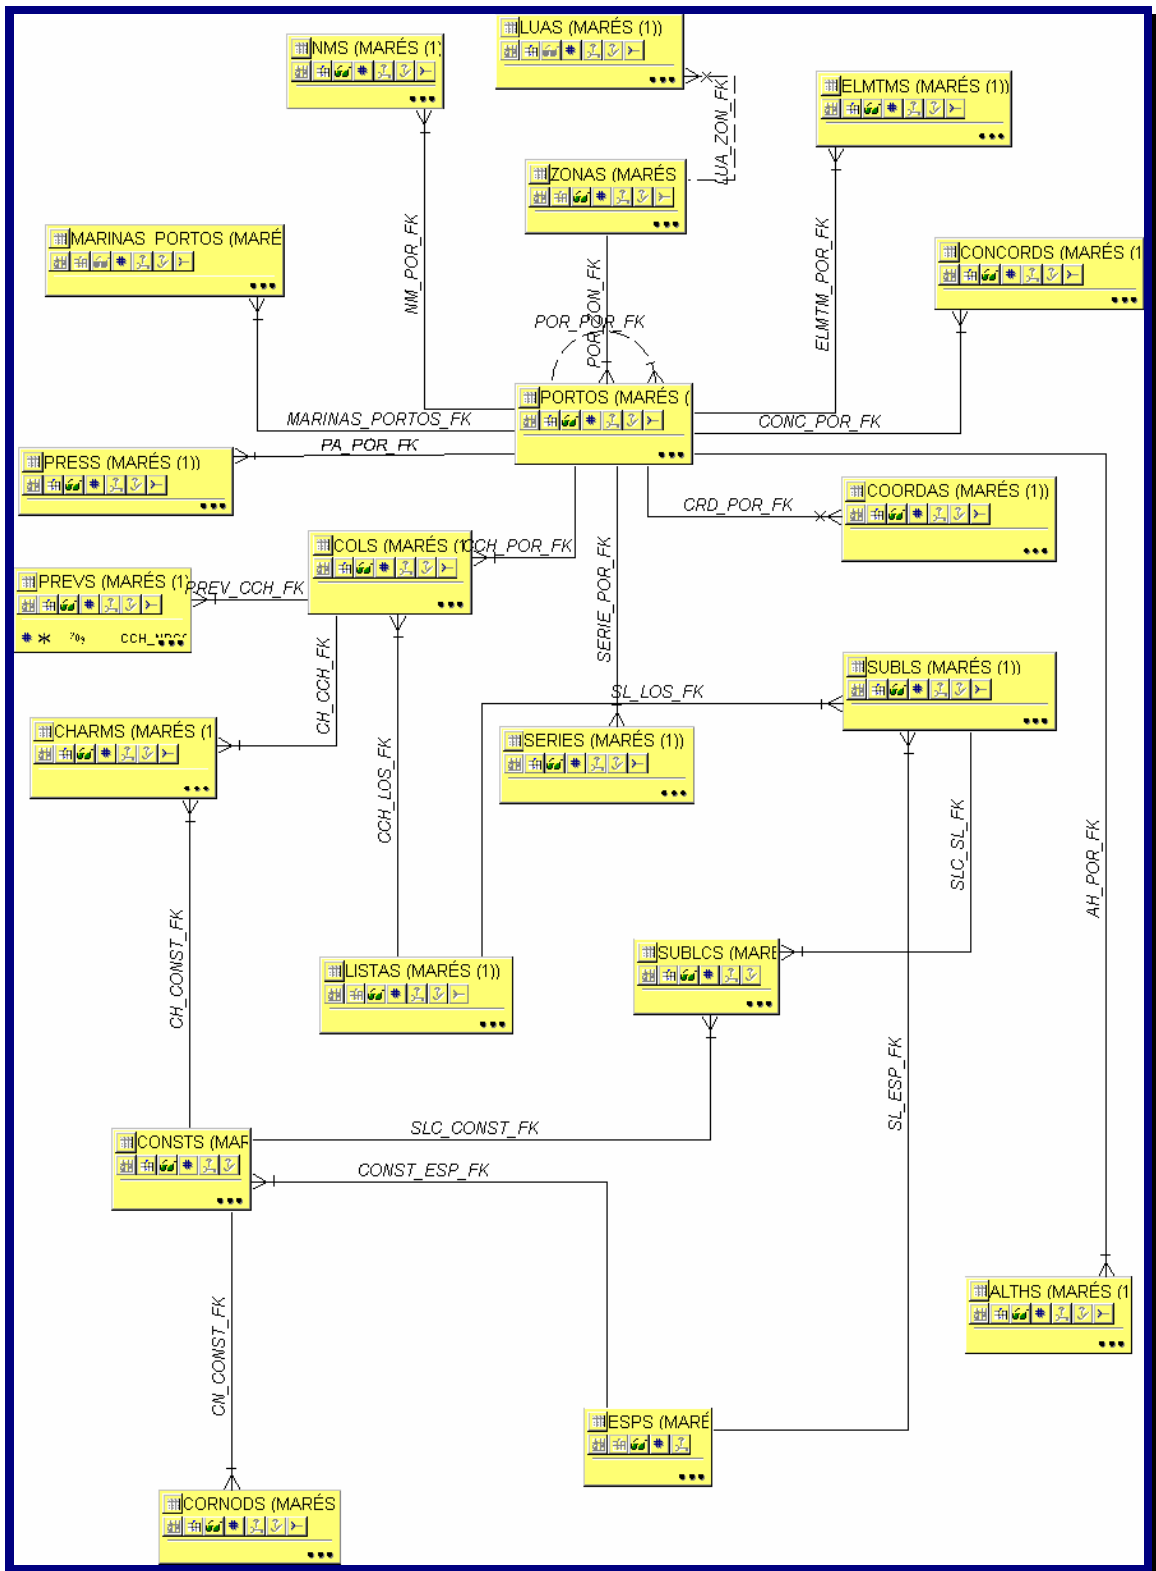 LUAS (MARÉS (1))
NMS (MARÉS (1)
ELMTMS (MARÉS (1))
LUA_ZON_FK
ZONAS (MARÉS
MARINAS PORTOS (MARÉ
CONCORDS (MARÉS (1
NM_POR_FK
POR_ZON_FK
ELMTM_POR_FK
POR_POR_FK
PORTOS (MARÉS (
MARINAS_PORTOS_FK
CONC_POR_FK
PA_POR_FK
PRESS (MARÉS (1))
COORDAS (MARÉS (1))
CRD_POR_FK
COLS (MARÉS (1
CCH_POR_FK
PREVS (MARÉS (1)
PREV_CCH_FK
SERIE_POR_FK
CH_CCH_FK
SUBLS (MARÉS (1))
SL_LOS_FK
CHARMS (MARÉS (1
SERIES (MARÉS (1))
CCH_LOS_FK
SLC_SL_FK
AH_POR_FK
CH_CONST_FK
SUBLCS (MARÉ
LISTAS (MARÉS (1))
SL_ESP_FK
SLC_CONST_FK
CONSTS (MAR
CONST_ESP_FK
ALTHS (MARÉS (1
CN_CONST_FK
ESPS (MARÉ
CORNODS (MARÉS